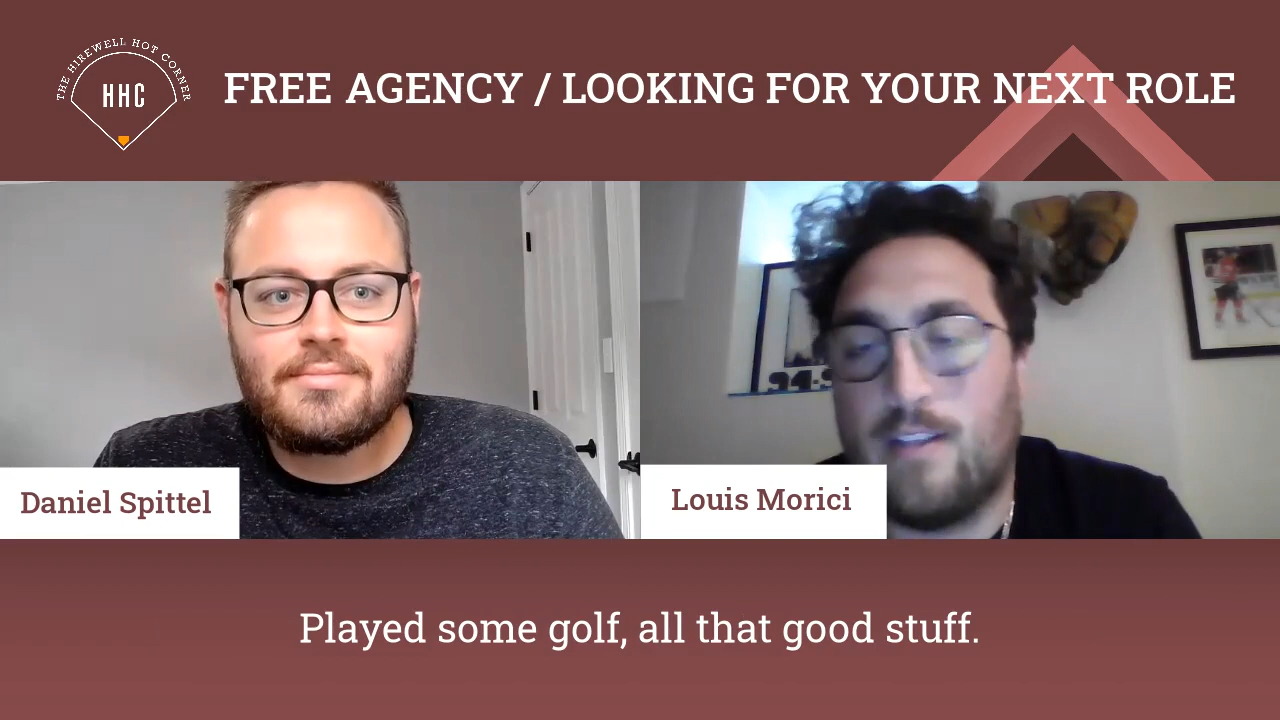 THE HIREWELL HOT CORNER
HHC
FREE AGENCY / LOOKING FOR YOUR NEXT ROLE
Daniel Spittel
Louis Morici
Played some golf, all that good stuff.